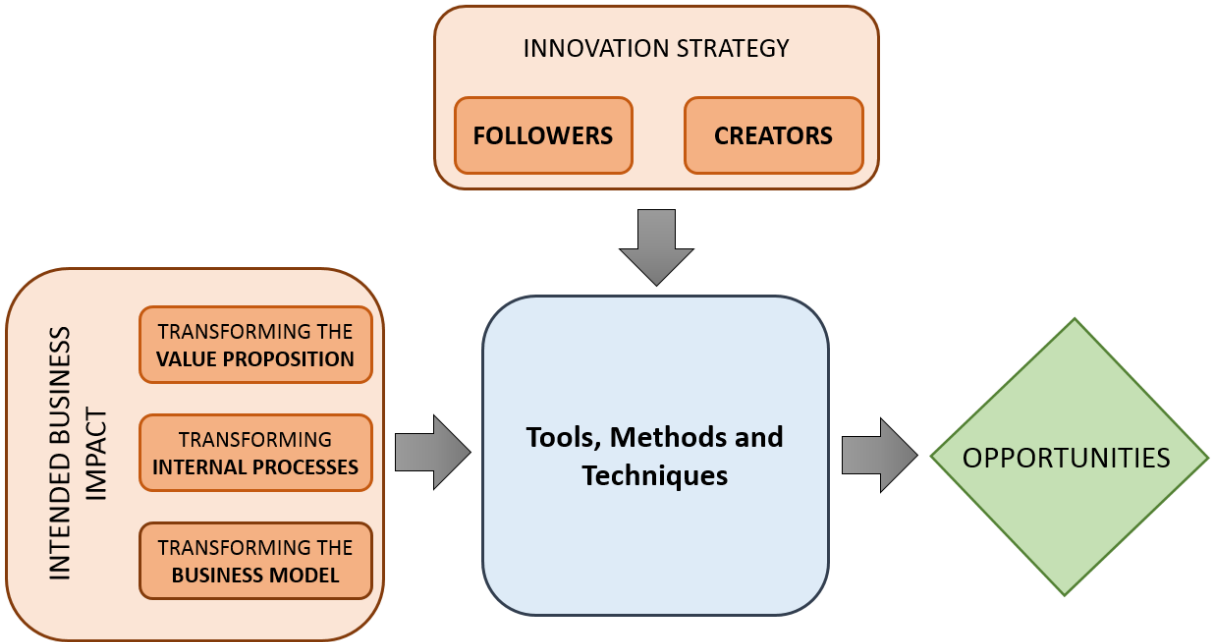 INNOVATION STRATEGY
FOLLOWERS
CREATORS
INTENDED BUSINESS
IMPACT
TRANSFORMING THE
VALUE PROPOSITION
TRANSFORMING
INTERNAL PROCESSES
TRANSFORMING THE
BUSINESS MODEL
Tools, Methods and
Techniques
OPPORTUNITIES